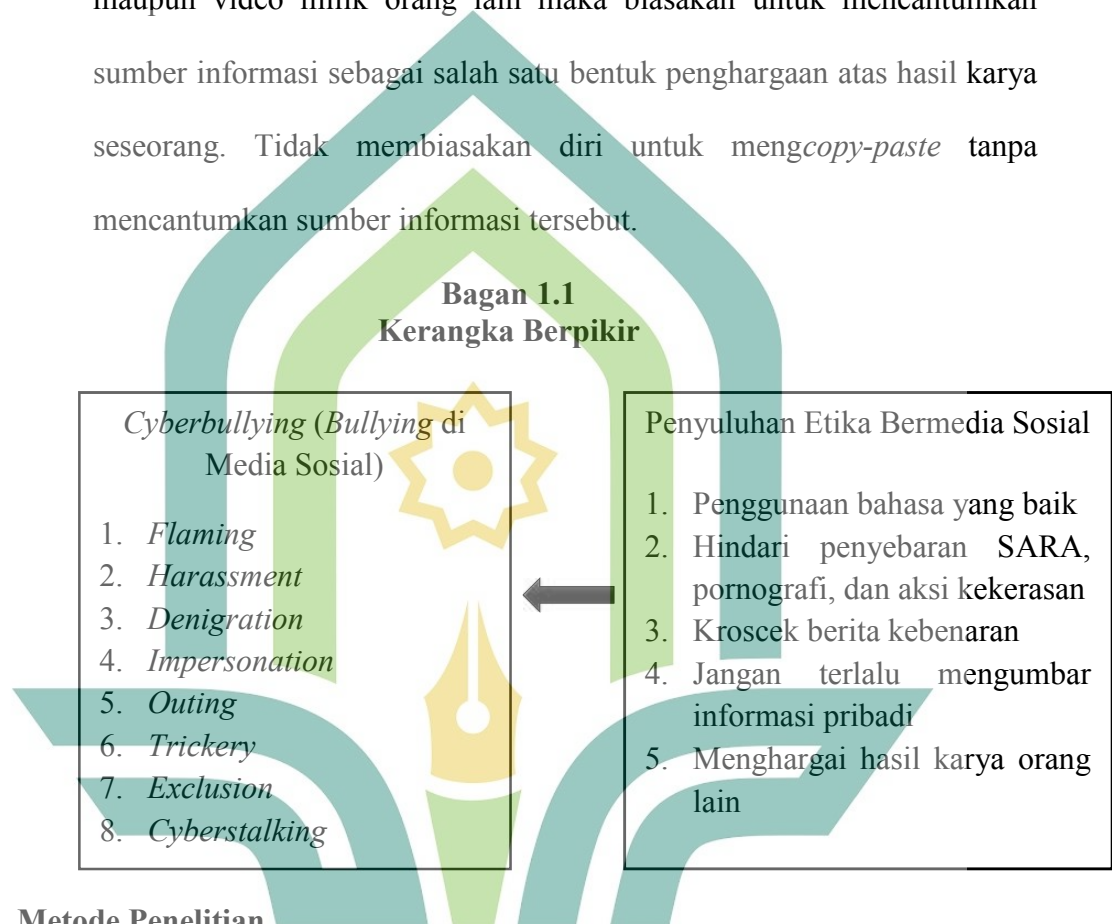 maupun video milik orang lain maka biasakan untuk mencantumkan
sumber informasi sebagai salah satu bentuk penghargaan atas hasil karya
seseorang. Tidak membiasakan diri untuk mengcopy-paste tanpa
mencantumkan sumber informasi tersebut.
Bagan 1.1
Kerangka Berpikir
Cyberbullying (Bullying di
Media Sosial)
1. Flaming
2. Harassment
3. Denigration
4. Impersonation
5. Outing
6. Trickery
7. Exclusion
8. Cyberstalking
Penyuluhan Etika Bermedia Sosial
1. Penggunaan bahasa yang baik
2. Hindari penyebaran SARA,
pornografi, dan aksi kekerasan
3. Kroscek berita kebenaran
4. Jangan terlalu mengumbar
informasi pribadi
5. Menghargai hasil karya orang
lain
Metode Penelitian